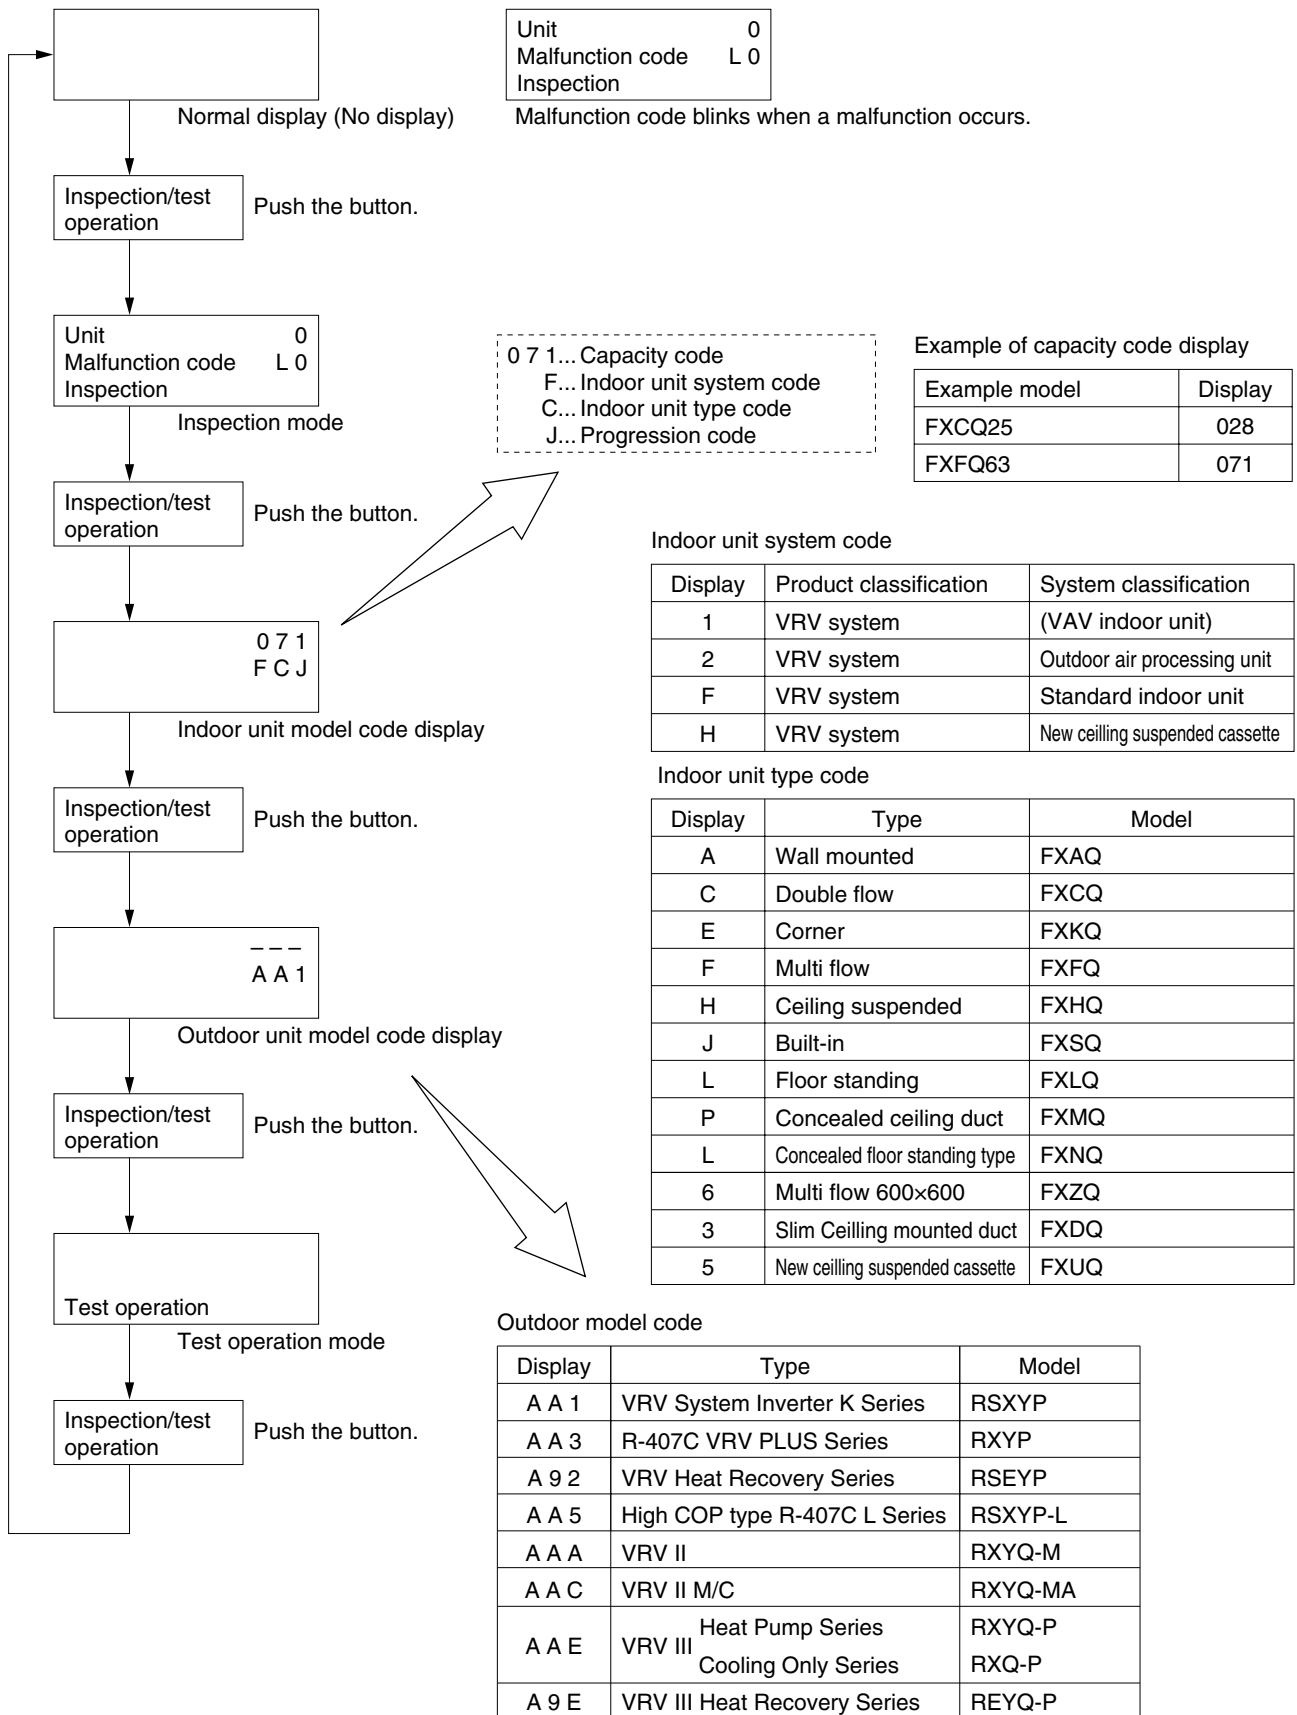 Unit 0
Malfunction code L 0
Inspection
Normal display (No display)
Malfunction code blinks when a malfunction occurs.
Inspection/test
operation
Push the button.
Unit 0
Malfunction code L 0
Inspection
Inspection mode
0 7 1... Capacity code
F... Indoor unit system code
C... Indoor unit type code
J... Progression code
Example of capacity code display
Example model Display
FXCQ25 028
FXFQ63 071
Inspection/test
operation
Push the button.
0 7 1
F C J
Indoor unit model code display
Indoor unit system code
Display Product classification System classification
1 VRV system (VAV indoor unit)
2 VRV system Outdoor air processing unit
F VRV system Standard indoor unit
H VRV system New ceilling suspended cassette
Inspection/test
operation
Push the button.
Indoor unit type code
Display Type Model
A Wall mounted FXAQ
C Double flow FXCQ
E Corner FXKQ
F Multi flow FXFQ
H Ceiling suspended FXHQ
J Built-in FXSQ
L Floor standing FXLQ
P Concealed ceiling duct FXMQ
L Concealed floor standing type FXNQ
6 Multi flow 600×600 FXZQ
3 Slim Ceilling mounted duct FXDQ
5 New ceilling suspended cassette FXUQ
– – –
A A 1
Outdoor unit model code display
Inspection/test
operation
Push the button.
Test operation
Test operation mode
Inspection/test
operation
Push the button.
Outdoor model code
Display Type Model
A A 1 VRV System Inverter K Series RSXYP
A A 3 R-407C VRV PLUS Series RXYP
A 9 2 VRV Heat Recovery Series RSEYP
A A 5 High COP type R-407C L Series RSXYP-L
A A A VRV II RXYQ-M
A A C VRV II M/C RXYQ-MA
A A E VRV III Heat Pump Series RXYQ-P
Cooling Only Series RXQ-P
A 9 E VRV III Heat Recovery Series REYQ-P